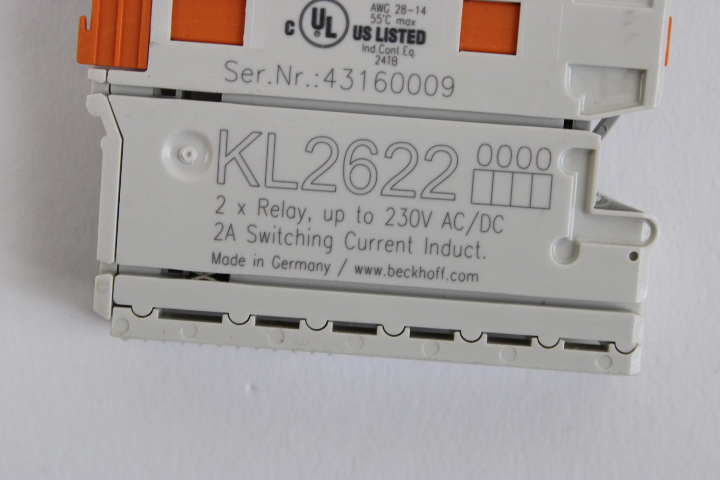 AWG 28-14
55°C max
C UL US LISTED
Ind.Cont.Eq.
24TB
Ser.Nr.:43160009
KL2622 0000
2 x Relay, up to 230V AC/DC
2A Switching Current Induct.
Made in Germany / www.beckhoff.com